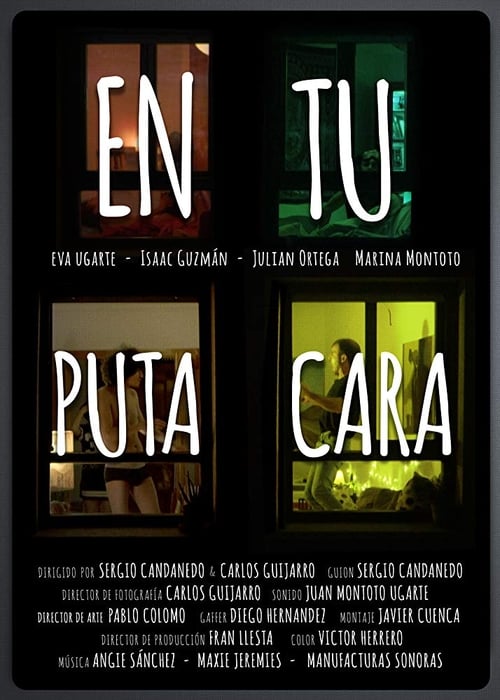 EN TU
EVA UGARTE - ISAAC GUZMÁN - JULIAN ORTEGA MARINA MONTOTO
PUTA CARA
DIRIGIDO POR SERGIO CANDANEDO & CARLOS GUIJARRO GUION SERGIO CANDANEDO
DIRECTOR DE FOTOGRAFÍA CARLOS GUIJARRO SONIDO JUAN MONTOTO UGARTE
DIRECTOR DE ARTE PABLO COLOMO GAFFER DIEGO HERNANDEZ MONTAJE JAVIER CUENCA
DIRECTOR DE PRODUCCIÓN FRAN LLESTA COLOR VICTOR HERRERO
MÚSICA ANGIE SÁNCHEZ - MAXIE JEREMIES - MANUFACTURAS SONORAS